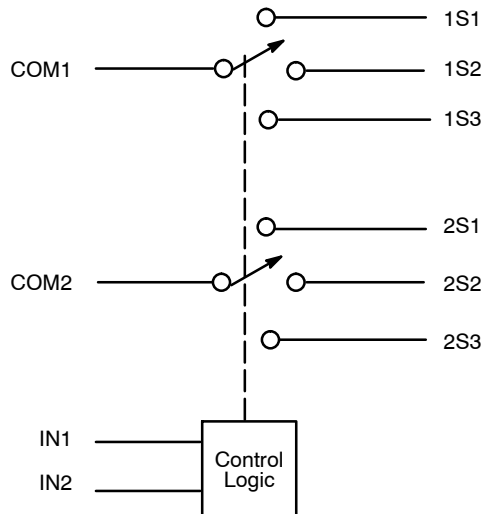 1S1
COM1
1S2
1S3
2S1
COM2
2S2
2S3
IN1
Control
Logic
IN2